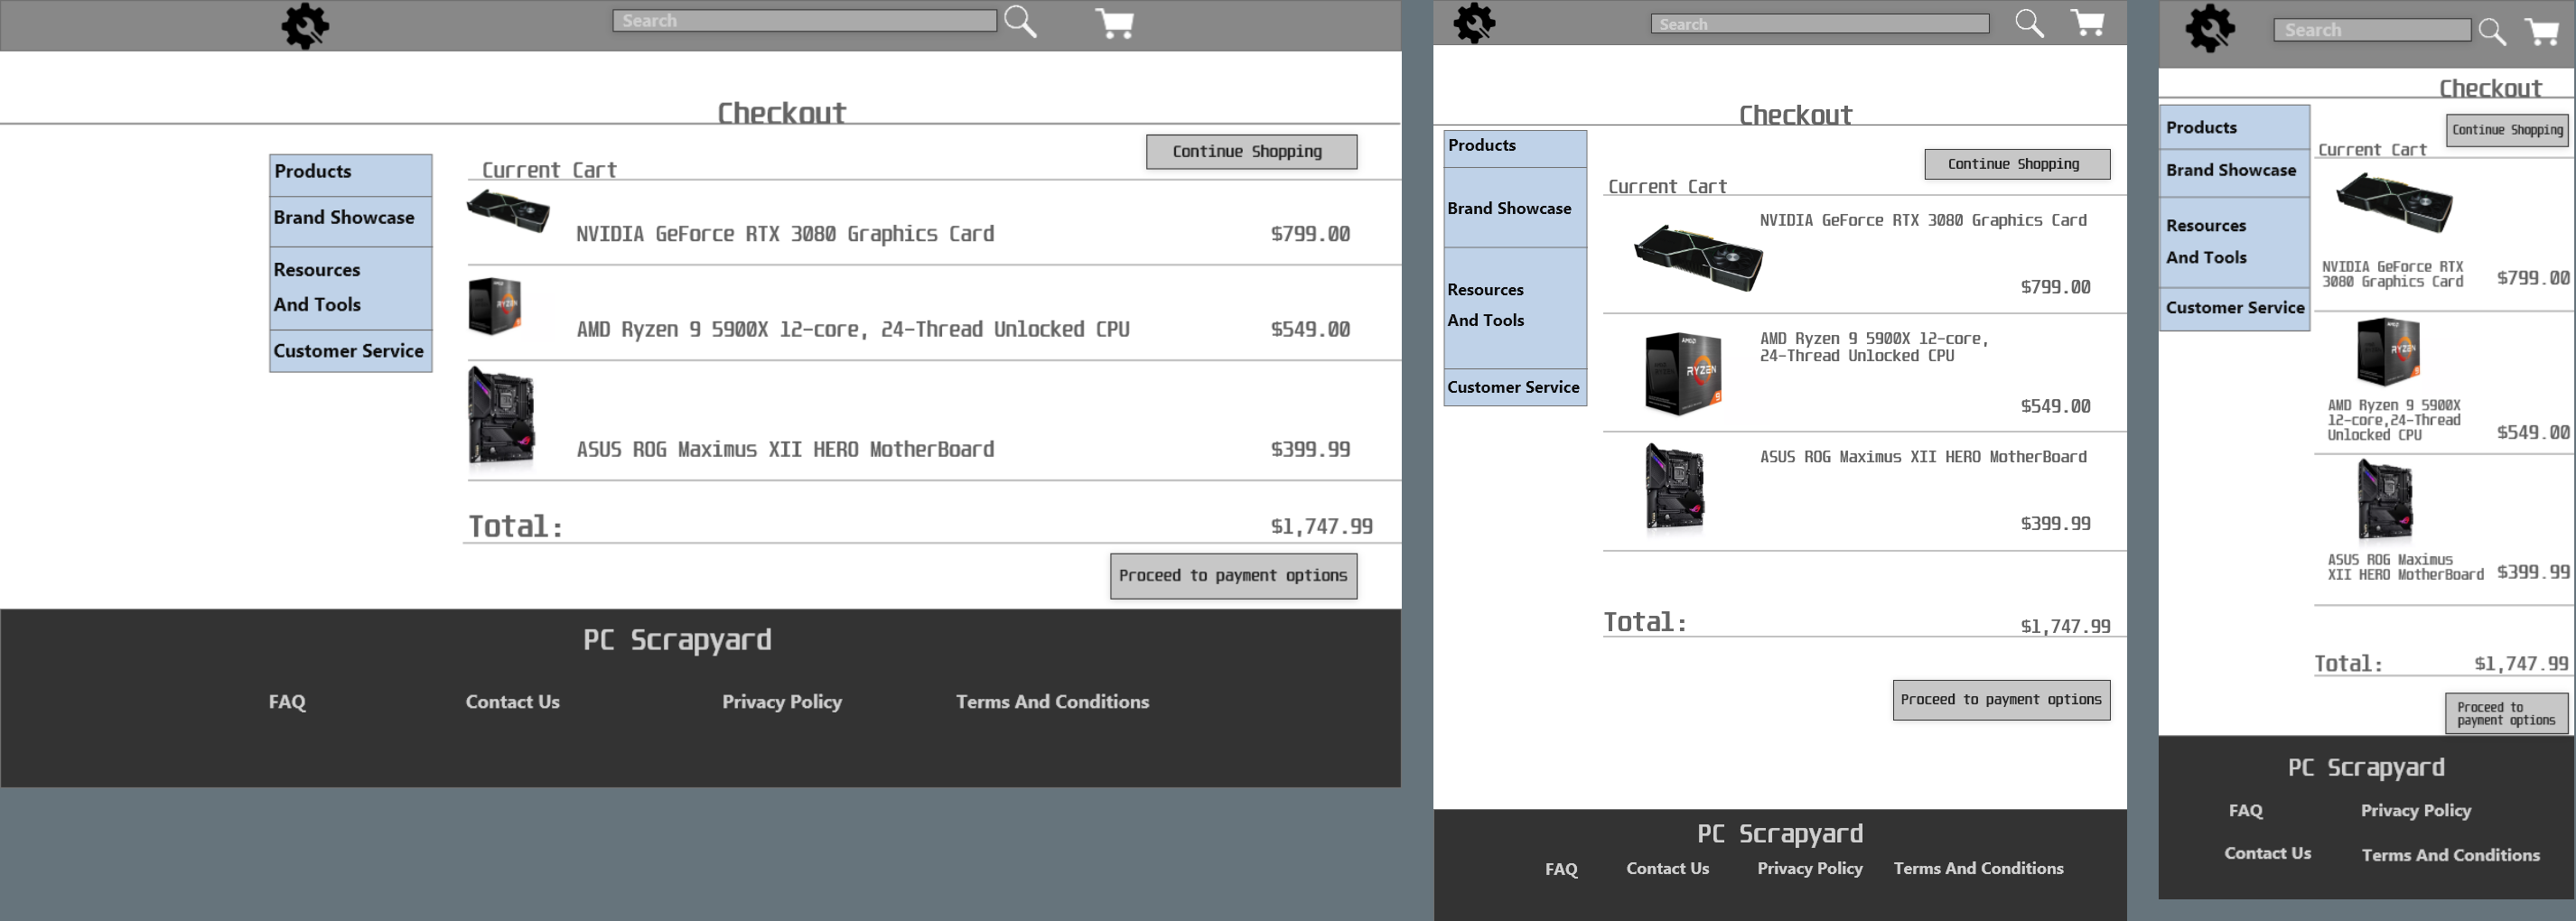 Search
Checkout
Continue Shopping
Products
Brand Showcase
Resources
And Tools
Customer Service
Current Cart
NVIDIA GeForce RTX 3080 Graphics Card
$799.00
AMD Ryzen 9 5900X 12-core, 24-Thread Unlocked CPU
$549.00
ASUS ROG Maximus XII HERO MotherBoard
$399.99
Total:
$1,747.99
Proceed to payment options
PC Scrapyard
FAQ
Contact Us
Privacy Policy
Terms And Conditions
Search
Checkout
Products
Brand Showcase
Resources
And Tools
Customer Service
Continue Shopping
Current Cart
NVIDIA GeForce RTX 3080 Graphics Card
$799.00
AMD
RYZEN
9
AMD Ryzen 9 5900X 12-core,
24-Thread Unlocked CPU
$549.00
ASUS ROG Maximus XII HERO MotherBoard
$399.99
Total:
$1,747.99
Proceed to payment options
PC Scrapyard
FAQ
Contact Us
Privacy Policy
Terms And Conditions
Search
Checkout
Products
Brand Showcase
Resources
And Tools
Customer Service
Continue Shopping
Current Cart
NVIDIA GeForce RTX
3080 Graphics Card
$799.00
RYZEN
AMD Ryzen 9 5900X
12-core,24-Thread
Unlocked CPU
$549.00
ASUS ROG Maximus
XII HERO MotherBoard
$399.99
Total:
$1,747.99
Proceed to
payment options
PC Scrapyard
FAQ
Privacy Policy
Contact Us
Terms And Conditions